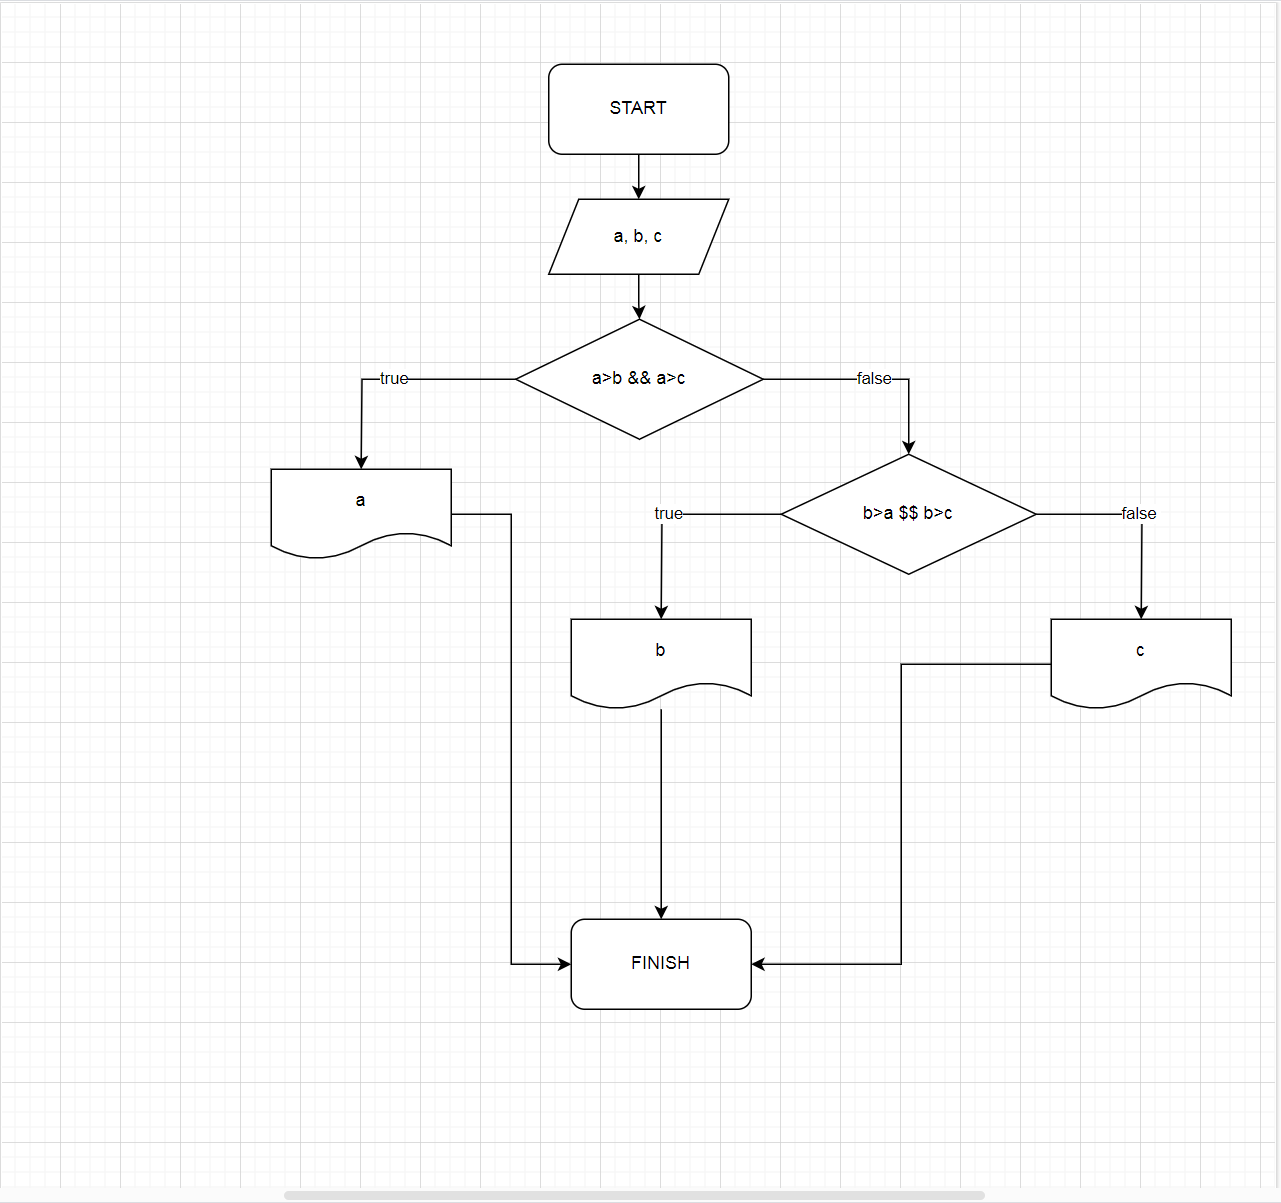 START
a, b, c
a>b && a>c
true
false
a
b>a $$ b>c
true
false
b
c
FINISH